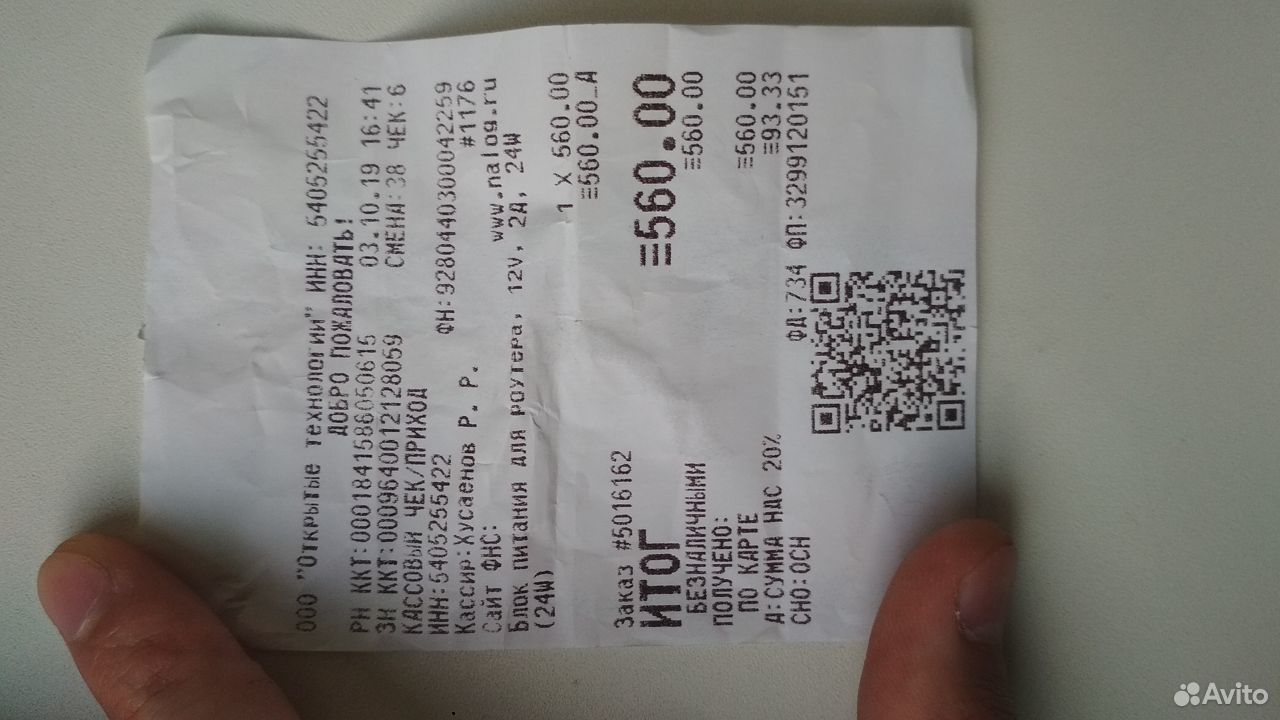 ООО "Открытые технологии" ИНН: 5405255422
ДОБРО ПОЖАЛОВАТЬ!
РН ККТ:0001841586050615 03.10.19 16:41
ЗН ККТ:0009640012128059 СМЕНА:38 ЧЕК:6
КАССОВЫЙ ЧЕК/ПРИХОД
ИНН:5405255422 ФН:9280440300042259
Кассир:Хусаенов Р. Р. #1176
Сайт ФНС: www.nalog.ru
Блок питания для роутера, 12V, 2A, 24W
(24W)
1 X 560.00
≡560.00_А
Заказ #5016162
ИТОГ ≡560.00
БЕЗНАЛИЧНЫМИ ≡560.00
ПОЛУЧЕНО:
ПО КАРТЕ ≡560.00
А:СУММА НДС 20% ≡93.33
СНО:ОСН ФД:734 ФП:3299120151
Avito